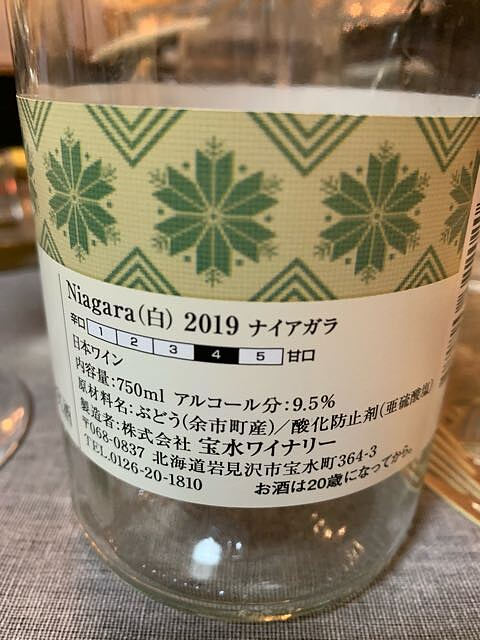 Niagara(白) 2019 ナイアガラ
辛口 1 2 3 4 5 甘口
日本ワイン
内容量:750ml アルコール分:9.5%
原材料名:ぶどう(余市町産)/酸化防止剤(亜硫酸塩)
製造者:株式会社 宝水ワイナリー
〒068-0837 北海道岩見沢市宝水町364-3
TEL.0126-20-1810
お酒は20歳になってから。